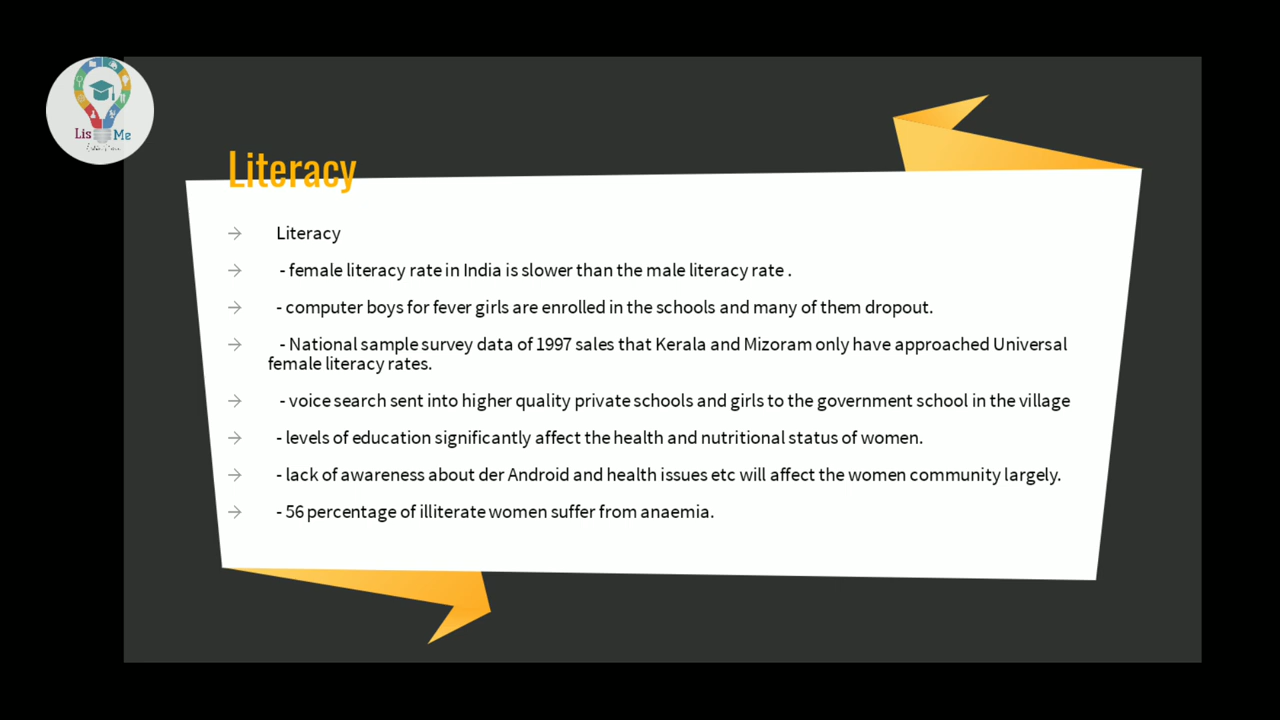 Lis Me
Literacy
→ Literacy
→ - female literacy rate in India is slower than the male literacy rate .
→ - computer boys for fever girls are enrolled in the schools and many of them dropout.
→ - National sample survey data of 1997 sales that Kerala and Mizoram only have approached Universal
female literacy rates.
→ - voice search sent into higher quality private schools and girls to the government school in the village
→ - levels of education significantly affect the health and nutritional status of women.
→ - lack of awareness about der Android and health issues etc will affect the women community largely.
→ - 56 percentage of illiterate women suffer from anaemia.